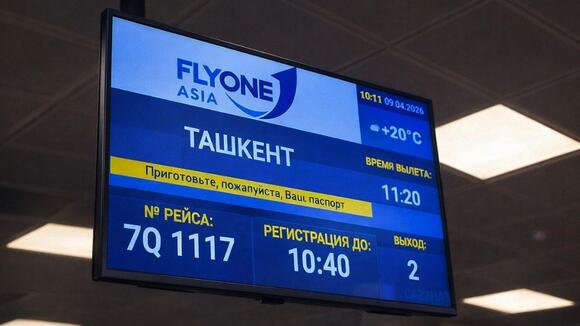 FLYONE
ASIA
10:11 09.04.2026
+20°C
ТАШКЕНТ
ВРЕМЯ ВЫЛЕТА:
11:20
Приготовьте, пожапуйста, Ваш паспорт
№ РЕЙСА:
7Q 1117
РЕГИСТРАЦИЯ ДО:
10:40
ВЫХОД:
2